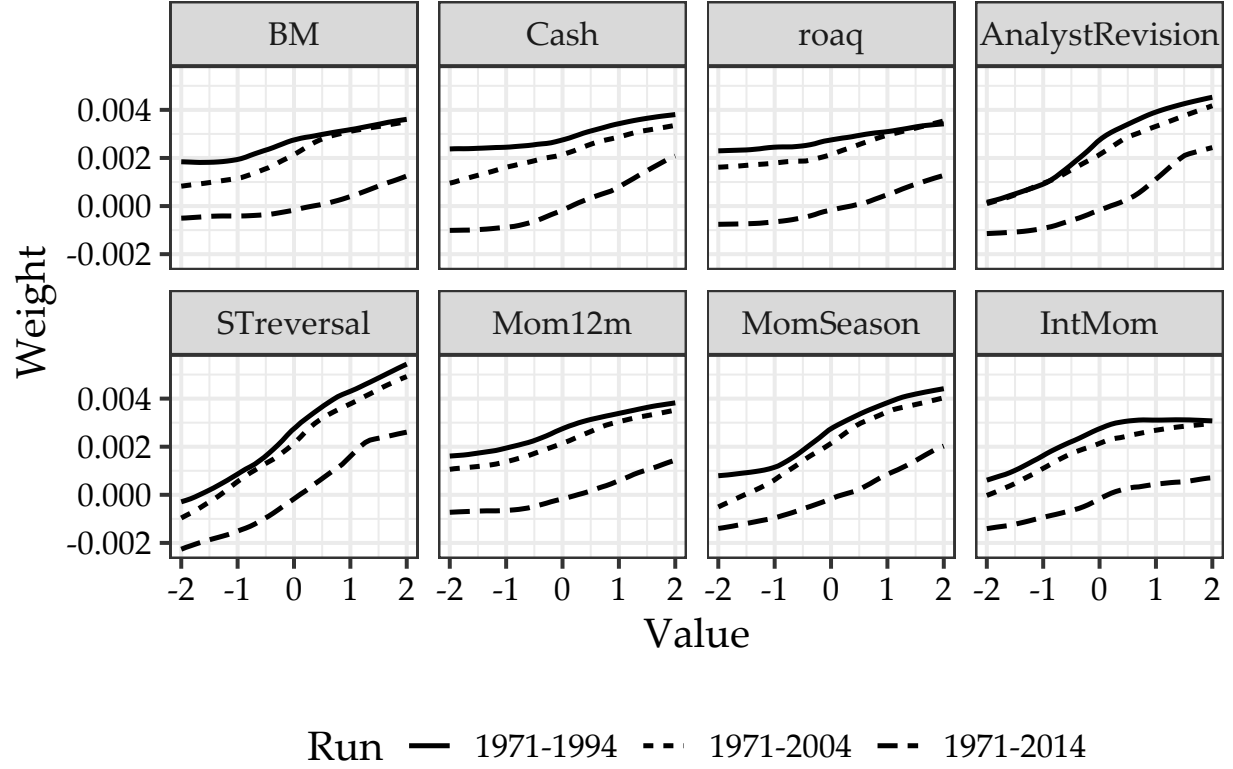 BM Cash roaq AnalystRevision
0.004
0.002
0.000
-0.002
Weight
STreversal Mom12m MomSeason IntMom
0.004
0.002
0.000
-0.002
-2 -1 0 1 2 -2 -1 0 1 2 -2 -1 0 1 2 -2 -1 0 1 2
Value
Run 1971-1994 1971-2004 1971-2014